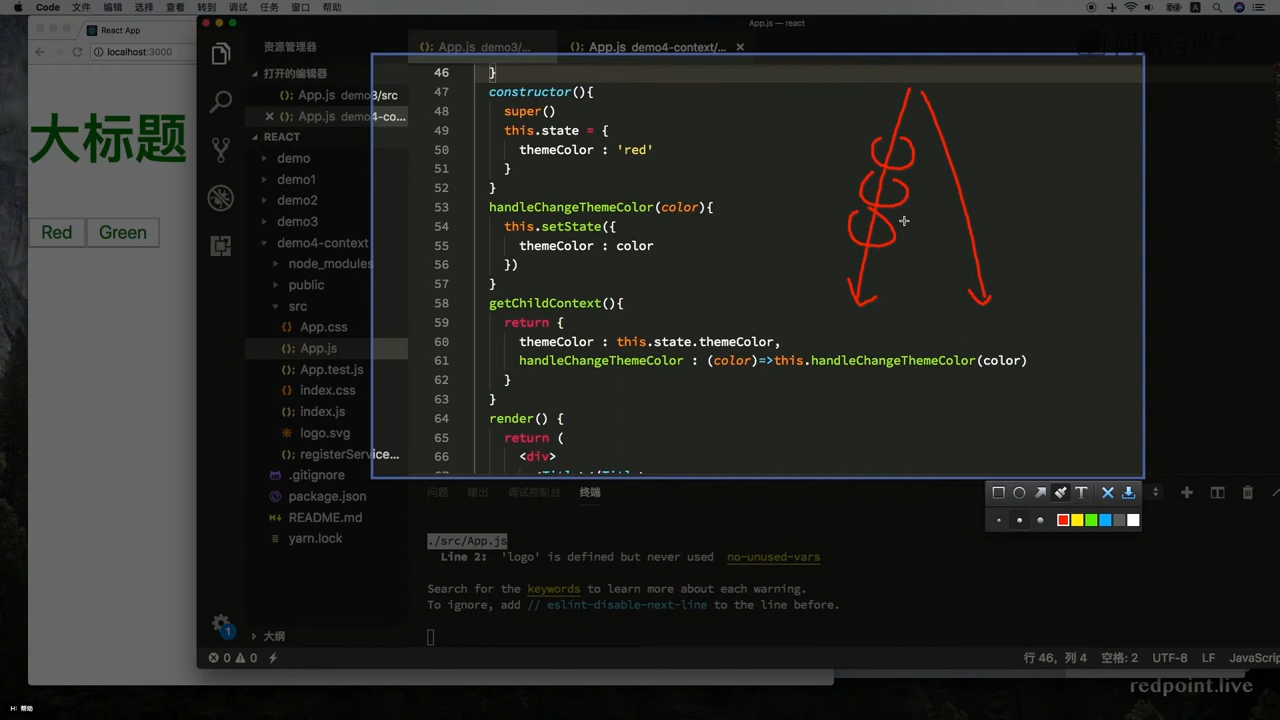 Code 文件 编辑 选择 查看 转到 调试 任务 窗口 帮助
React App
localhost:3000
大标题
Red Green
App.js — react
资源管理器
打开的编辑器
App.js demo3/src
App.js demo4-co...
REACT
demo
demo1
demo2
demo3
demo4-context
node_modules
public
src
App.css
App.js
App.test.js
index.css
index.js
logo.svg
registerService...
.gitignore
package.json
README.md
yarn.lock
大纲
App.js demo3/...
App.js demo4-context/...
46 }
47 constructor(){
48 super()
49 this.state = {
50 themeColor : 'red'
51 }
52 }
53 handleChangeThemeColor(color){
54 this.setState({
55 themeColor : color
56 })
57 }
58 getChildContext(){
59 return {
60 themeColor : this.state.themeColor,
61 handleChangeThemeColor : (color)=>this.handleChangeThemeColor(color)
62 }
63 }
64 render() {
65 return (
66 <div>
问题 输出 调试控制台 终端
./src/App.js
Line 2: 'logo' is defined but never used no-unused-vars
Search for the keywords to learn more about each warning.
To ignore, add // eslint-disable-next-line to the line before.
1
0 0
行 46, 列 4 空格: 2 UTF-8 LF JavaScrip
redpoint.live
H: 帮助